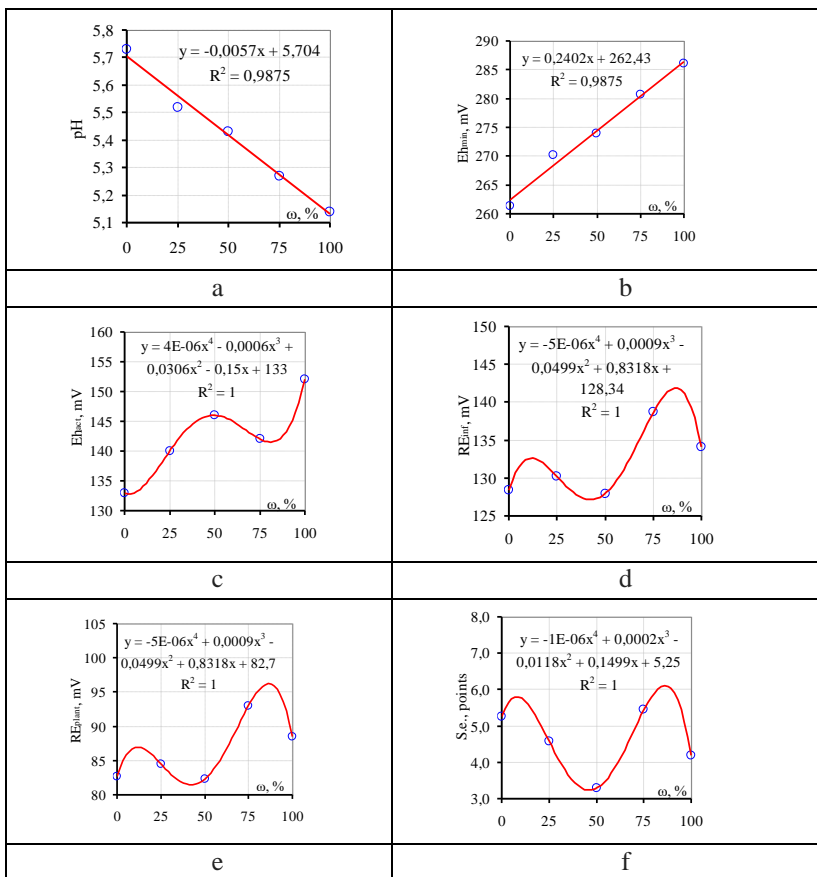 5,8
5,7
5,6
5,5
5,4
5,3
5,2
5,1
pH
y = -0,0057x + 5,704
R² = 0,9875
ω, %
0 25 50 75 100
290
285
280
275
270
265
260
Ehmin, mV
y = 0,2402x + 262,43
R² = 0,9875
ω, %
0 25 50 75 100
a
b
160
155
150
145
140
135
130
Ehact, mV
y = 4E-06x⁴ - 0,0006x³ +
0,0306x² - 0,15x + 133
R² = 1
ω, %
0 25 50 75 100
150
145
140
135
130
125
REinf, mV
y = -5E-06x⁴ + 0,0009x³ -
0,0499x² + 0,8318x +
128,34
R² = 1
ω, %
0 25 50 75 100
c
d
105
100
95
90
85
80
REplant, mV
y = -5E-06x⁴ + 0,0009x³ -
0,0499x² + 0,8318x + 82,7
R² = 1
ω, %
0 25 50 75 100
8,0
7,0
6,0
5,0
4,0
3,0
S.e., points
y = -1E-06x⁴ + 0,0002x³ -
0,0118x² + 0,1499x + 5,25
R² = 1
ω, %
0 25 50 75 100
e
f